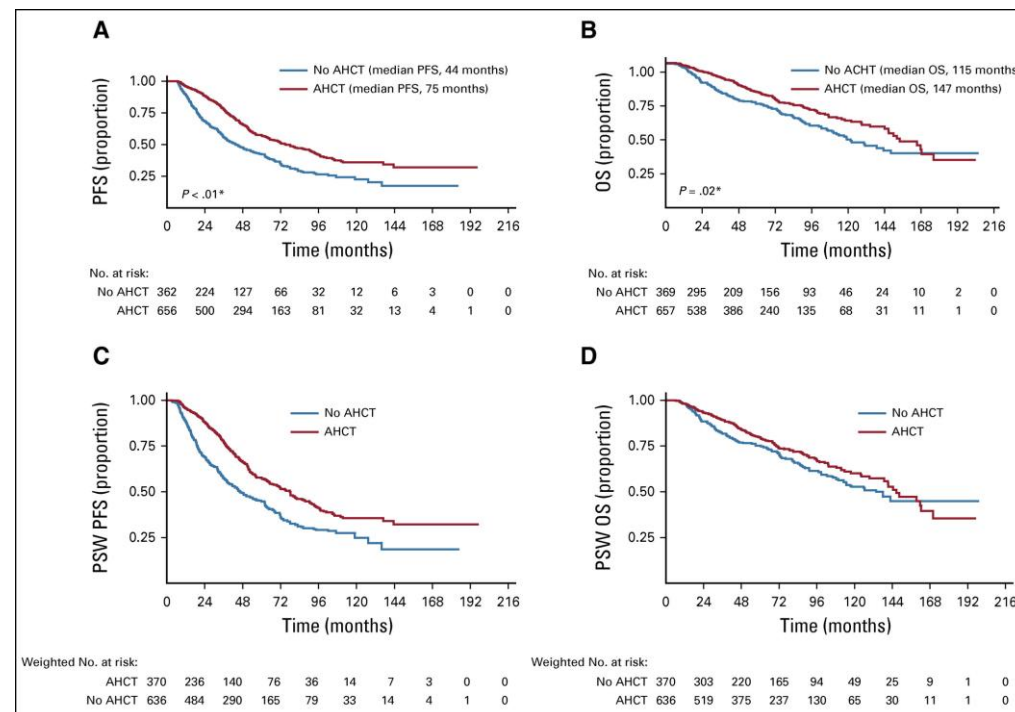 A
PFS (proportion)
1.00
0.75
0.50
0.25
No AHCT (median PFS, 44 months)
AHCT (median PFS, 75 months)
P < .01*
0 24 48 72 96 120 144 168 192 216
Time (months)
No. at risk:
No AHCT 362 224 127 66 32 12 6 3 0 0
AHCT 656 500 294 163 81 32 13 4 1 0
B
OS (proportion)
1.00
0.75
0.50
0.25
No ACHT (median OS, 115 months)
AHCT (median OS, 147 months)
P = .02*
0 24 48 72 96 120 144 168 192 216
Time (months)
No. at risk:
No AHCT 369 295 209 156 93 46 24 10 2 0
AHCT 657 538 386 240 135 68 31 11 1 0
C
PSW PFS (proportion)
1.00
0.75
0.50
0.25
No AHCT
AHCT
0 24 48 72 96 120 144 168 192 216
Time (months)
Weighted No. at risk:
AHCT 370 236 140 76 36 14 7 3 0 0
No AHCT 636 484 290 165 79 33 14 4 1 0
D
PSW OS (proportion)
1.00
0.75
0.50
0.25
No AHCT
AHCT
0 24 48 72 96 120 144 168 192 216
Time (months)
Weighted No. at risk:
No AHCT 370 303 220 165 94 49 25 9 1 0
AHCT 636 519 375 237 130 65 30 11 1 0